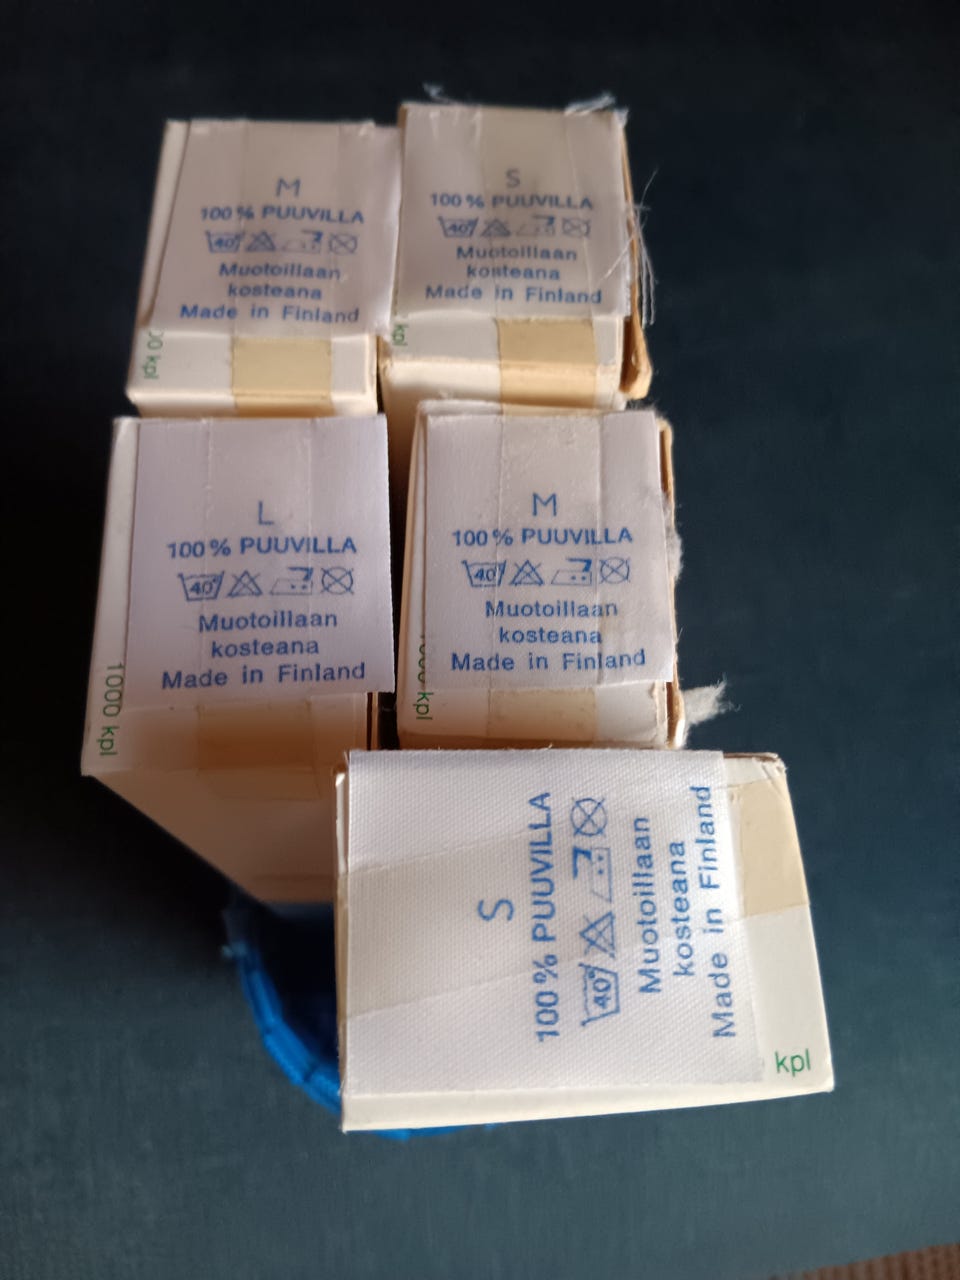 M
100% PUUVILLA
40°
Muotoillaan
kosteana
Made in Finland
kpl
S
100% PUUVILLA
40°
Muotoillaan
kosteana
Made in Finland
kpl
L
100% PUUVILLA
40°
Muotoillaan
kosteana
Made in Finland
1000 kpl
M
100% PUUVILLA
40°
Muotoillaan
kosteana
Made in Finland
1000 kpl
S
100% PUUVILLA
40°
Muotoillaan
kosteana
Made in Finland
kpl